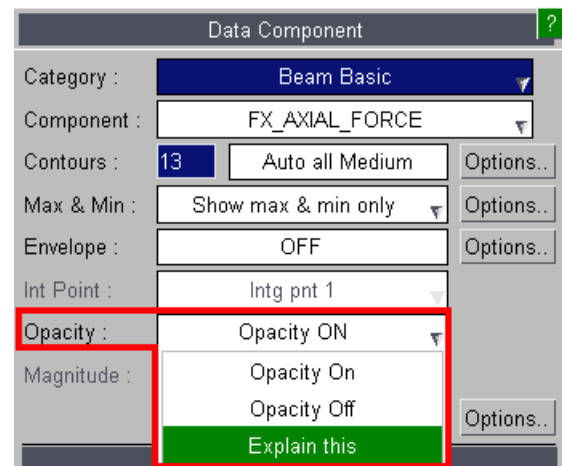 Data Component ?
Category : Beam Basic
Component : FX_AXIAL_FORCE
Contours : 13 Auto all Medium Options..
Max & Min : Show max & min only Options..
Envelope : OFF Options..
Int Point : Intg pnt 1
Opacity : Opacity ON
Magnitude : Opacity On
Opacity Off Options..
Explain this